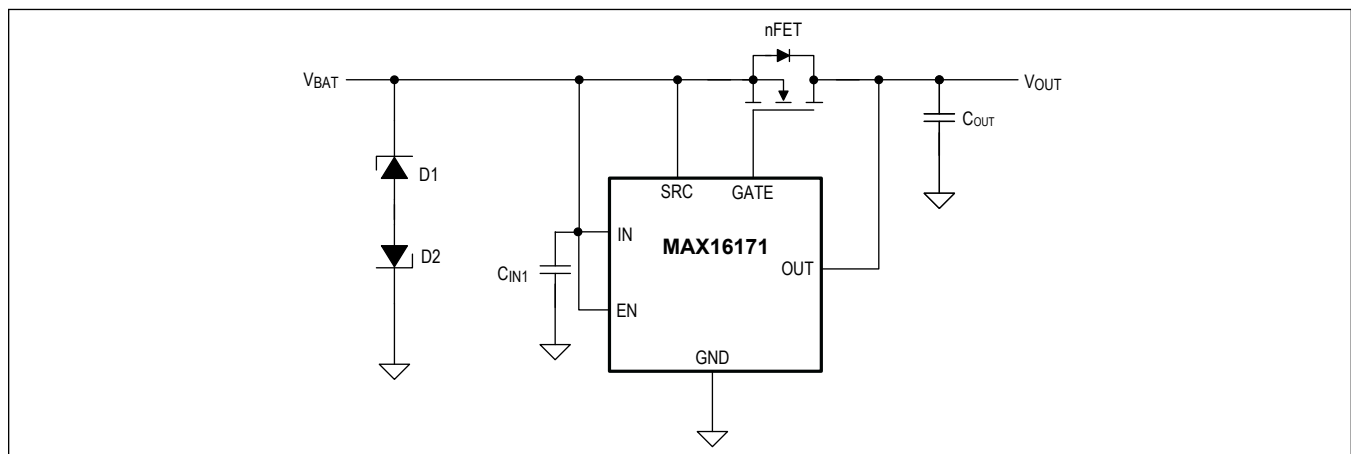 nFET
VBAT
VOUT
COUT
D1
D2
SRC
GATE
IN
MAX16171
OUT
CIN1
EN
GND